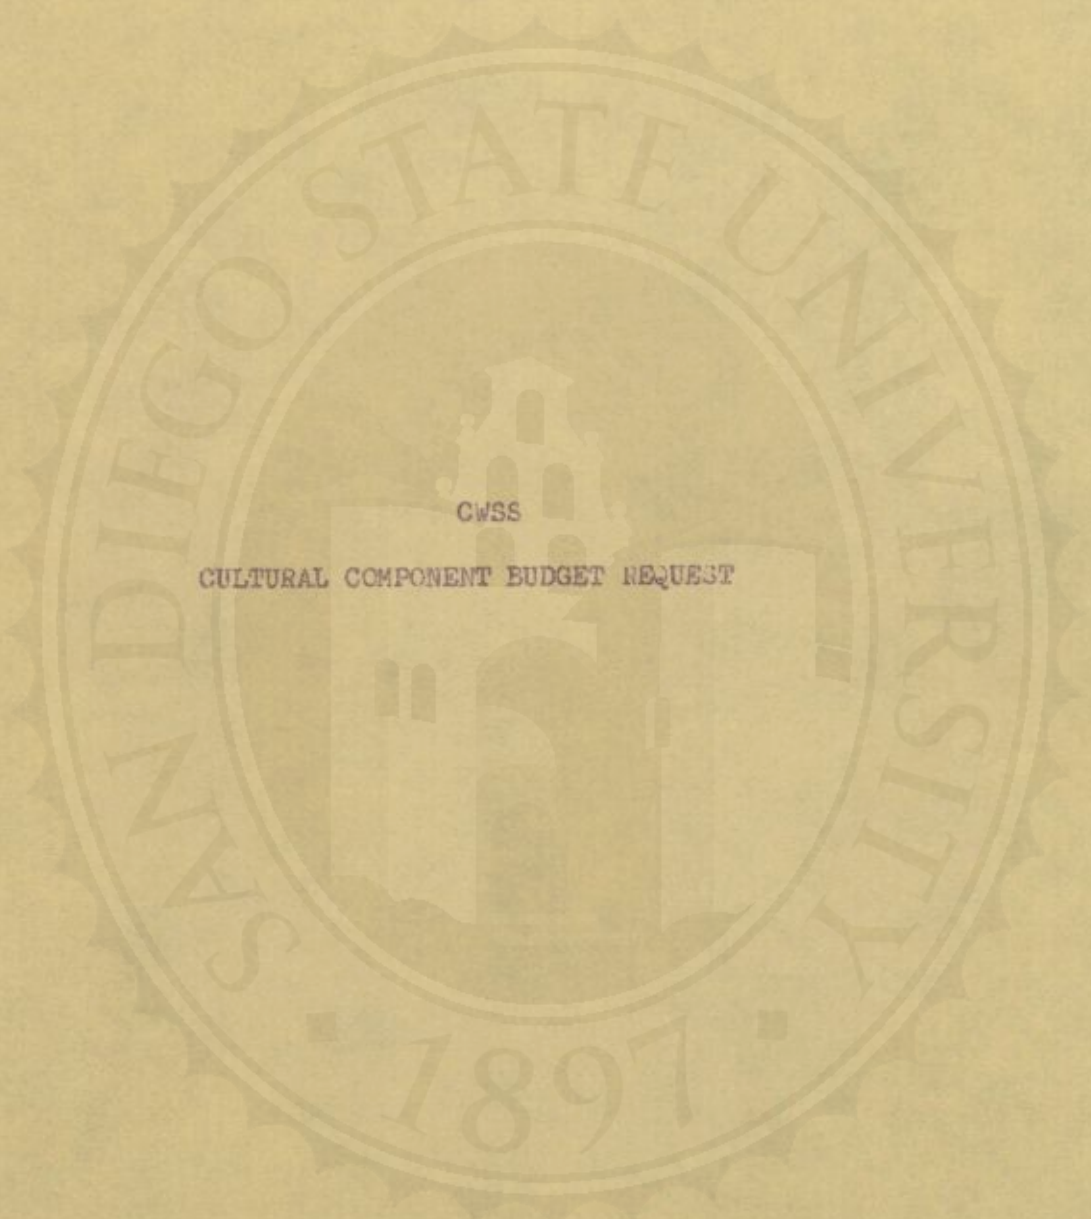 CWSS
CULTURAL COMPONENT BUDGET REQUEST
SAN DIEGO STATE UNIVERSITY
1897